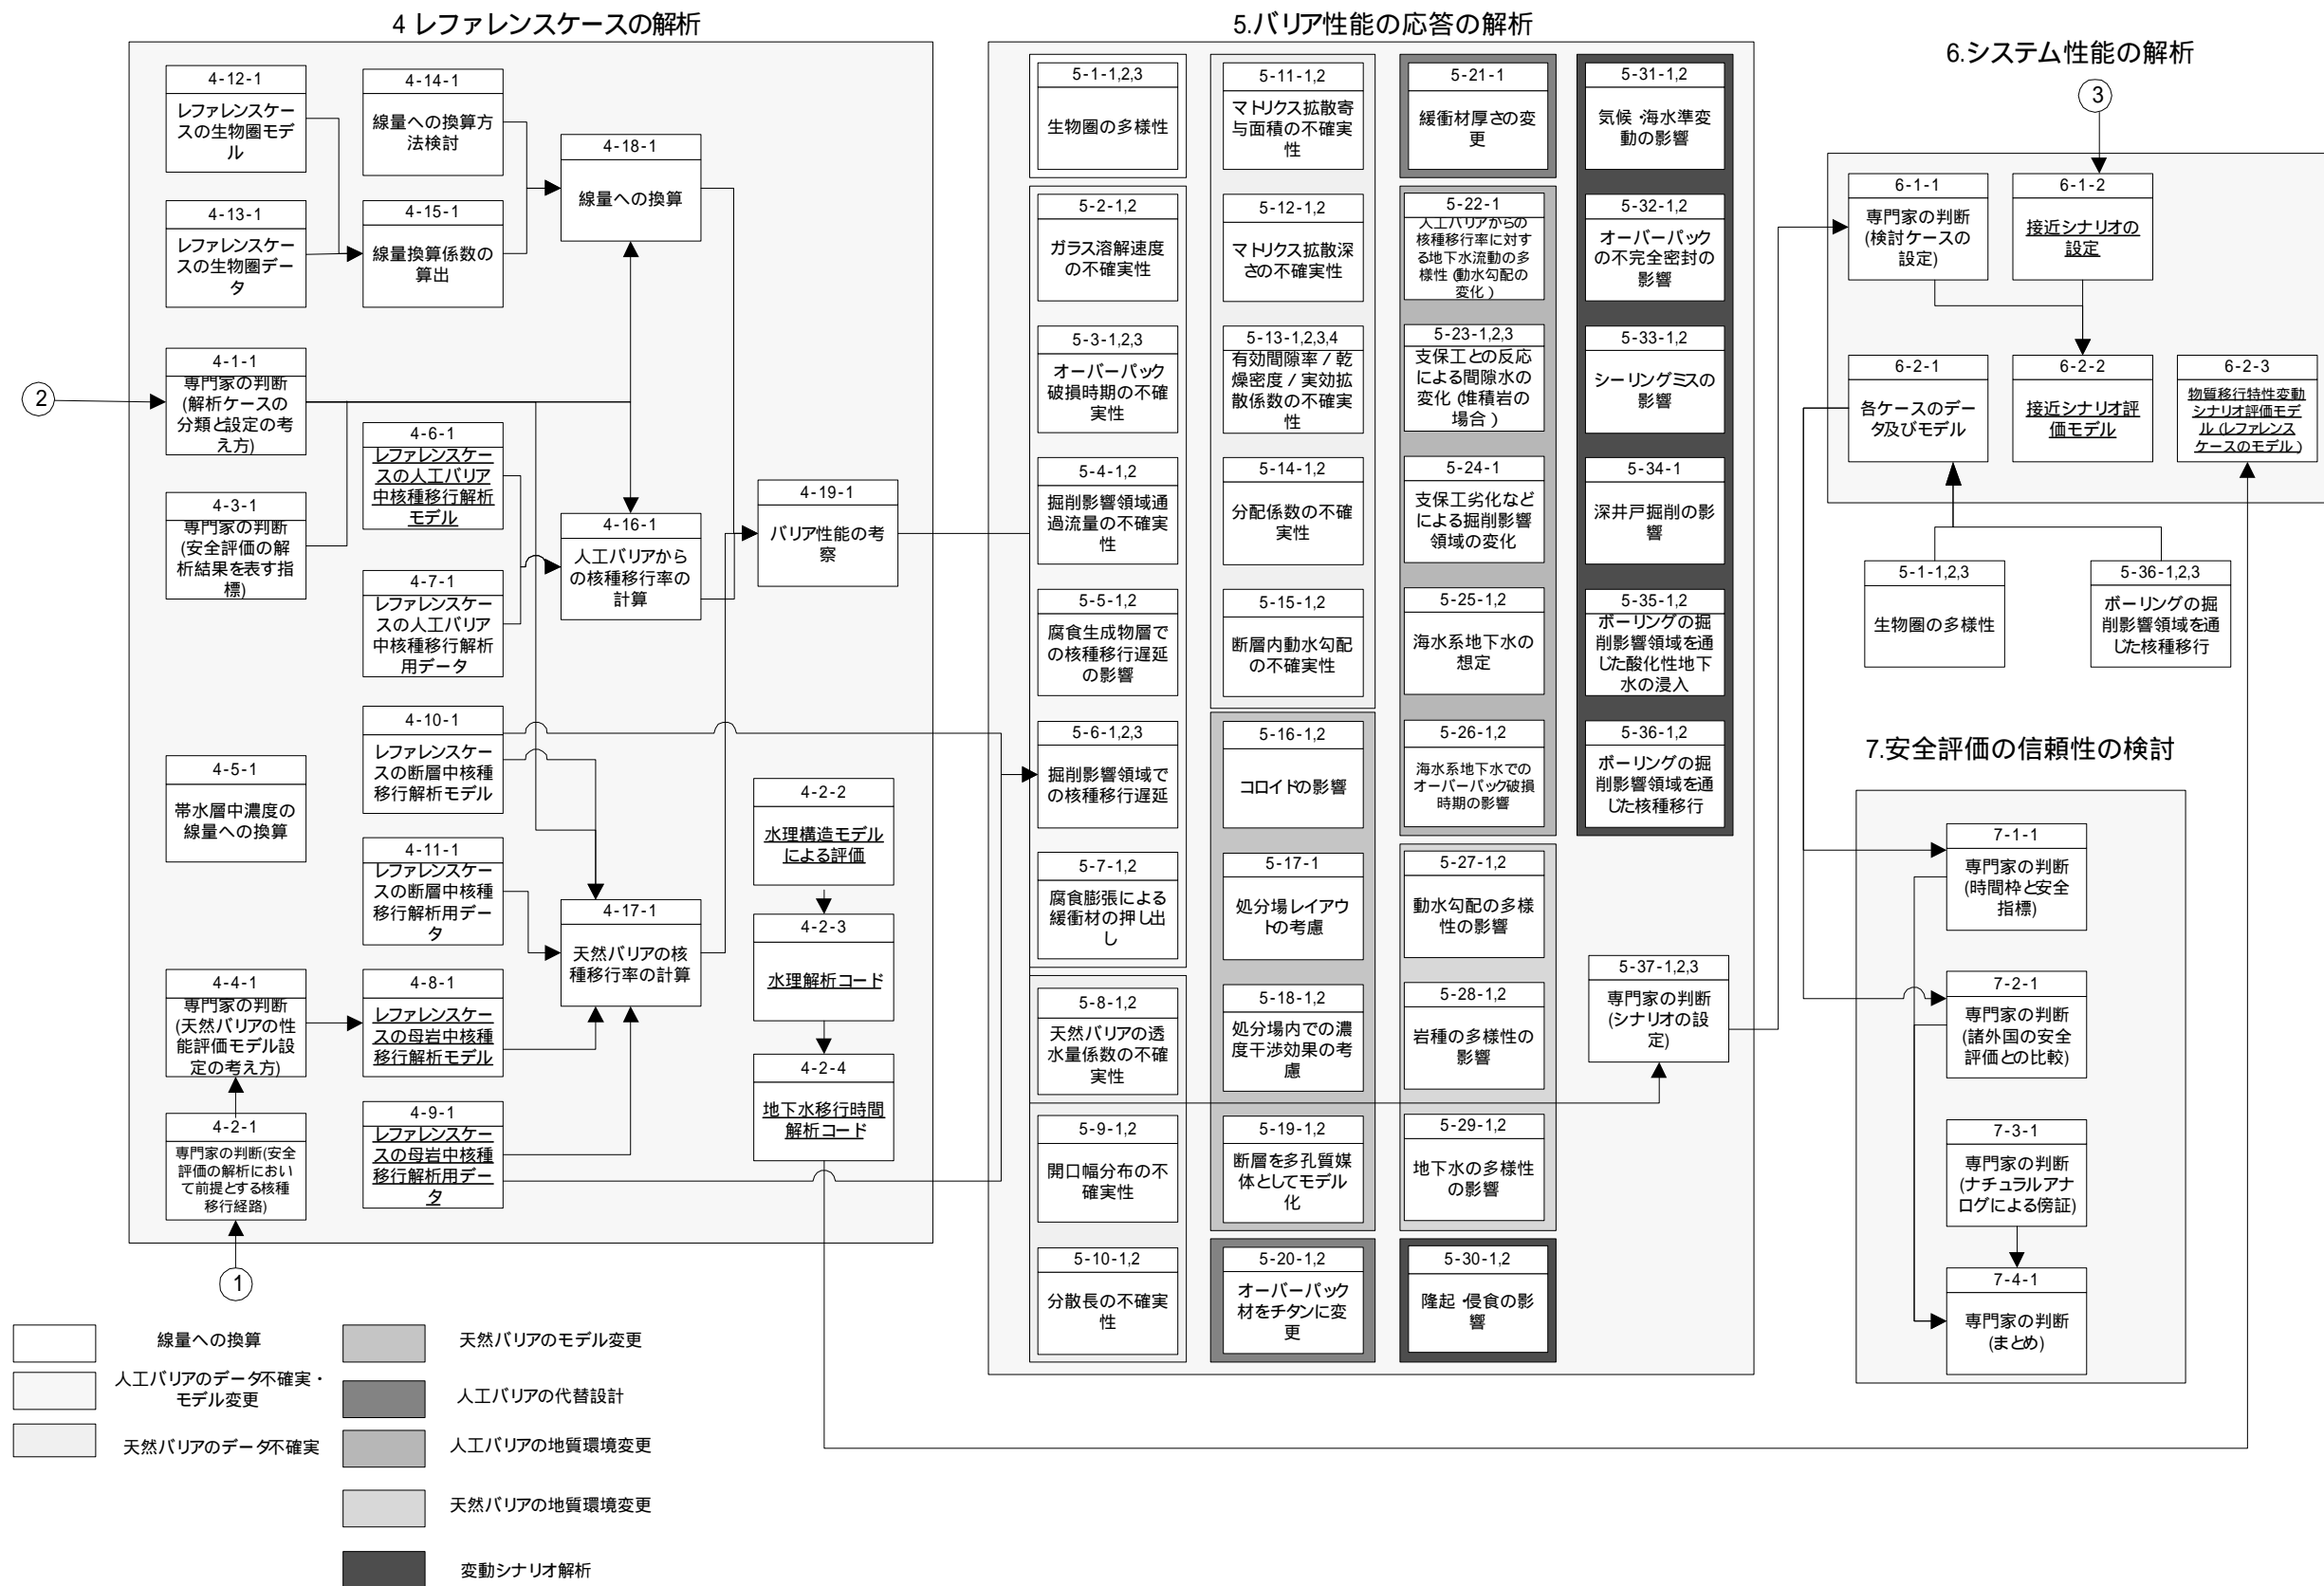 4 レファレンスケースの解析
4-12-1
レファレンスケー
スの生物圏モデ
ル
4-14-1
線量への換算方
法検討
4-18-1
線量への換算
4-13-1
レファレンスケー
スの生物圏デー
タ
4-15-1
線量換算係数の
算出
2
4-1-1
専門家の判断
(解析ケースの
分類と設定の考
え方)
4-6-1
レファレンスケー
スの人工バリア
中核種移行解析
モデル
4-3-1
専門家の判断
(安全評価の解
析結果を表す指
標)
4-7-1
レファレンスケー
スの人工バリア
中核種移行解析
用データ
4-16-1
人工バリアから
の核種移行率の
計算
4-19-1
バリア性能の考
察
4-10-1
レファレンスケー
スの断層中核種
移行解析モデル
4-5-1
帯水層中濃度の
線量への換算
4-11-1
レファレンスケー
スの断層中核種
移行解析用デー
タ
4-2-2
水理構造モデル
による評価
4-17-1
天然バリアの核
種移行率の計算
4-2-3
水理解析コード
4-4-1
専門家の判断
(天然バリアの性
能評価モデル設
定の考え方)
4-8-1
レファレンスケー
スの母岩中核種
移行解析モデル
4-2-4
地下水移行時間
解析コード
4-2-1
専門家の判断(安全
評価の解析におい
て前提とする核種
移行経路)
4-9-1
レファレンスケー
スの母岩中核種
移行解析用デー
タ
1
5.バリア性能の応答の解析
5-1-1,2,3
生物圏の多様性
5-2-1,2
ガラス溶解速度
の不確実性
5-3-1,2,3
オーバーパック
破損時期の不確
実性
5-4-1,2
掘削影響領域通
過流量の不確実
性
5-5-1,2
腐食生成物層で
の核種移行遅延
の影響
5-6-1,2,3
掘削影響領域で
の核種移行遅延
5-7-1,2
腐食膨張による
緩衝材の押し出
し
5-8-1,2
天然バリアの透
水量係数の不確
実性
5-9-1,2
開口幅分布の不
確実性
5-10-1,2
分散長の不確実
性
5-11-1,2
マトリクス拡散寄
与面積の不確実
性
5-12-1,2
マトリクス拡散深
さの不確実性
5-13-1,2,3,4
有効間隙率/乾
燥密度/実効拡
散係数の不確実
性
5-14-1,2
分配係数の不確
実性
5-15-1,2
断層内動水勾配
の不確実性
5-16-1,2
コロイドの影響
5-17-1
処分場レイアウ
トの考慮
5-18-1,2
処分場内での濃
度干渉効果の考
慮
5-19-1,2
断層を多孔質媒
体としてモデル
化
5-20-1,2
オーバーパック
材をチタンに変
更
5-21-1
緩衝材厚さの変
更
5-22-1
人工バリアからの
核種移行率に対す
る地下水流動の多
様性(動水勾配の
変化)
5-23-1,2,3
支保工との反応
による間隙水の
変化(堆積岩の
場合)
5-24-1
支保工劣化など
による掘削影響
領域の変化
5-25-1,2
海水系地下水の
想定
5-26-1,2
海水系地下水での
オーバーパック破損
時期の影響
5-27-1,2
動水勾配の多様
性の影響
5-28-1,2
岩種の多様性の
影響
5-29-1,2
地下水の多様性
の影響
5-30-1,2
隆起・侵食の影
響
5-31-1,2
気候・海水準変
動の影響
5-32-1,2
オーバーパック
の不完全密封の
影響
5-33-1,2
シーリングミスの
影響
5-34-1
深井戸掘削の影
響
5-35-1,2
ボーリングの掘
削影響領域を通
じた酸化性地下
水の浸入
5-36-1,2
ボーリングの掘
削影響領域を通
じた核種移行
5-37-1,2,3
専門家の判断
(シナリオの設
定)
6.システム性能の解析
3
6-1-1
専門家の判断
(検討ケースの
設定)
6-1-2
接近シナリオの
設定
6-2-1
各ケースのデー
タ及びモデル
6-2-2
接近シナリオ評
価モデル
6-2-3
物質移行特性変動
シナリオ評価モデ
ル(レファレンス
ケースのモデル)
5-1-1,2,3
生物圏の多様性
5-36-1,2,3
ボーリングの掘
削影響領域を通
じた核種移行
7.安全評価の信頼性の検討
7-1-1
専門家の判断
(時間枠と安全
指標)
7-2-1
専門家の判断
(諸外国の安全
評価との比較)
7-3-1
専門家の判断
(ナチュラルアナ
ログによる傍証)
7-4-1
専門家の判断
(まとめ)
線量への換算
人工バリアのデータ不確実・
モデル変更
天然バリアのデータ不確実
天然バリアのモデル変更
人工バリアの代替設計
人工バリアの地質環境変更
天然バリアの地質環境変更
変動シナリオ解析